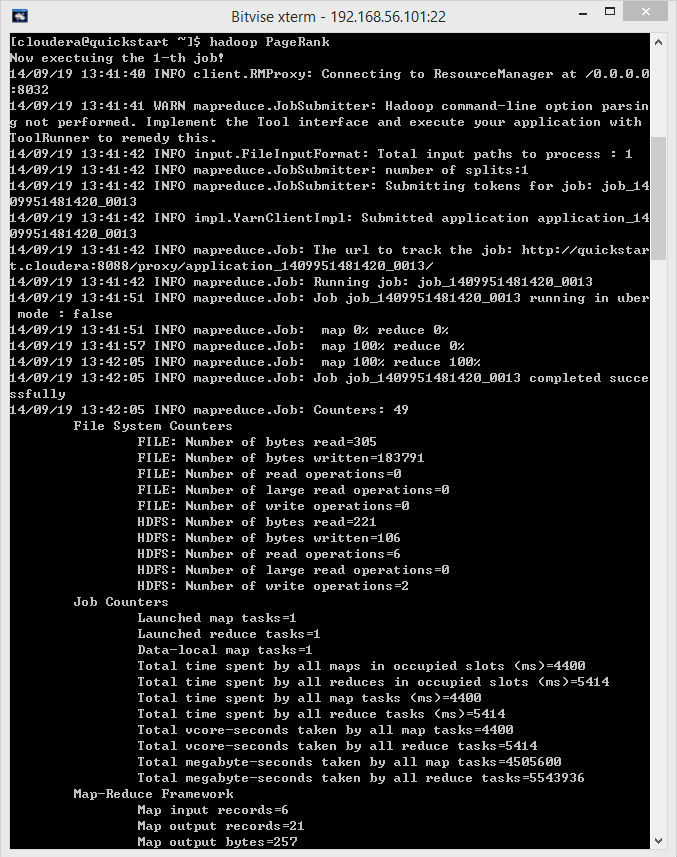 Bitvise xterm - 192.168.56.101:22
[cloudera@quickstart ~]$ hadoop PageRank
Now exectuing the 1-th job!
14/09/19 13:41:40 INFO client.RMProxy: Connecting to ResourceManager at /0.0.0.0
:8032
14/09/19 13:41:41 WARN mapreduce.JobSubmitter: Hadoop command-line option parsin
g not performed. Implement the Tool interface and execute your application with
ToolRunner to remedy this.
14/09/19 13:41:42 INFO input.FileInputFormat: Total input paths to process : 1
14/09/19 13:41:42 INFO mapreduce.JobSubmitter: number of splits:1
14/09/19 13:41:42 INFO mapreduce.JobSubmitter: Submitting tokens for job: job_14
09951481420_0013
14/09/19 13:41:42 INFO impl.YarnClientImpl: Submitted application application_14
09951481420_0013
14/09/19 13:41:42 INFO mapreduce.Job: The url to track the job: http://quickstar
t.cloudera:8088/proxy/application_1409951481420_0013/
14/09/19 13:41:42 INFO mapreduce.Job: Running job: job_1409951481420_0013
14/09/19 13:41:51 INFO mapreduce.Job: Job job_1409951481420_0013 running in uber
mode : false
14/09/19 13:41:51 INFO mapreduce.Job:  map 0% reduce 0%
14/09/19 13:41:57 INFO mapreduce.Job:  map 100% reduce 0%
14/09/19 13:42:05 INFO mapreduce.Job:  map 100% reduce 100%
14/09/19 13:42:05 INFO mapreduce.Job: Job job_1409951481420_0013 completed succe
ssfully
14/09/19 13:42:05 INFO mapreduce.Job: Counters: 49
File System Counters
FILE: Number of bytes read=305
FILE: Number of bytes written=183791
FILE: Number of read operations=0
FILE: Number of large read operations=0
FILE: Number of write operations=0
HDFS: Number of bytes read=221
HDFS: Number of bytes written=106
HDFS: Number of read operations=6
HDFS: Number of large read operations=0
HDFS: Number of write operations=2
Job Counters
Launched map tasks=1
Launched reduce tasks=1
Data-local map tasks=1
Total time spent by all maps in occupied slots (ms)=4400
Total time spent by all reduces in occupied slots (ms)=5414
Total time spent by all map tasks (ms)=4400
Total time spent by all reduce tasks (ms)=5414
Total vcore-seconds taken by all map tasks=4400
Total vcore-seconds taken by all reduce tasks=5414
Total megabyte-seconds taken by all map tasks=4505600
Total megabyte-seconds taken by all reduce tasks=5543936
Map-Reduce Framework
Map input records=6
Map output records=21
Map output bytes=257